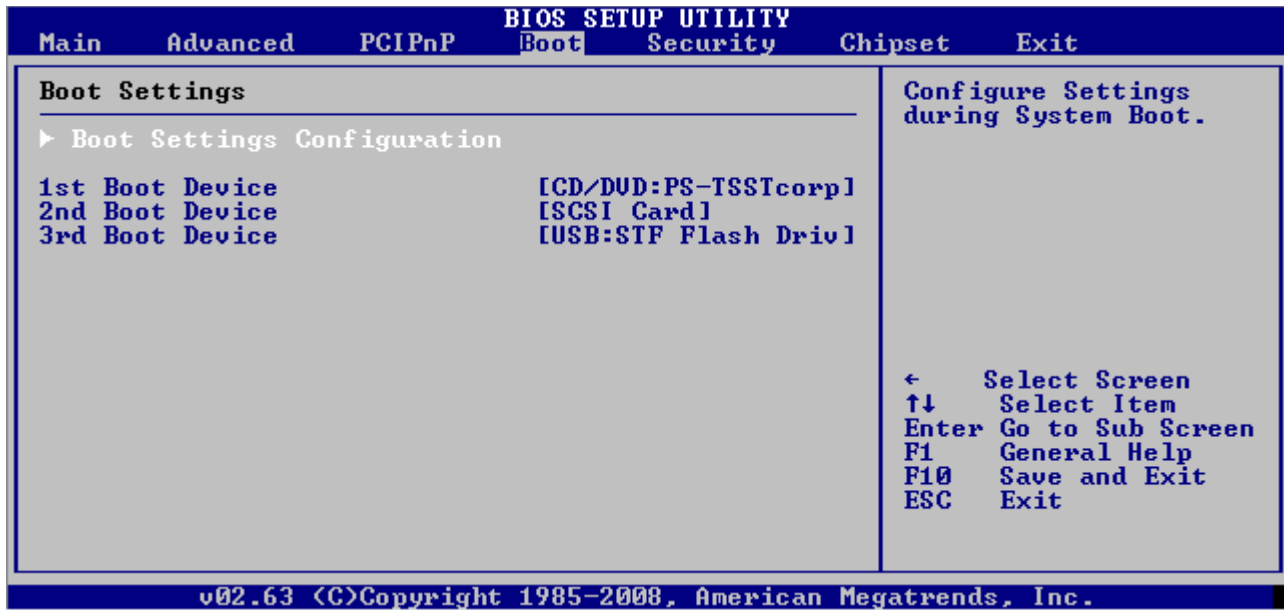 BIOS SETUP UTILITY
Main Advanced PCIPnP Boot Security Chipset Exit
Boot Settings
► Boot Settings Configuration
1st Boot Device [CD/DVD:PS-TSSTcorp]
2nd Boot Device [SCSI Card]
3rd Boot Device [USB:STF Flash Driv]
Configure Settings
during System Boot.
← Select Screen
↑↓ Select Item
Enter Go to Sub Screen
F1 General Help
F10 Save and Exit
ESC Exit
v02.63 (C)Copyright 1985-2008, American Megatrends, Inc.